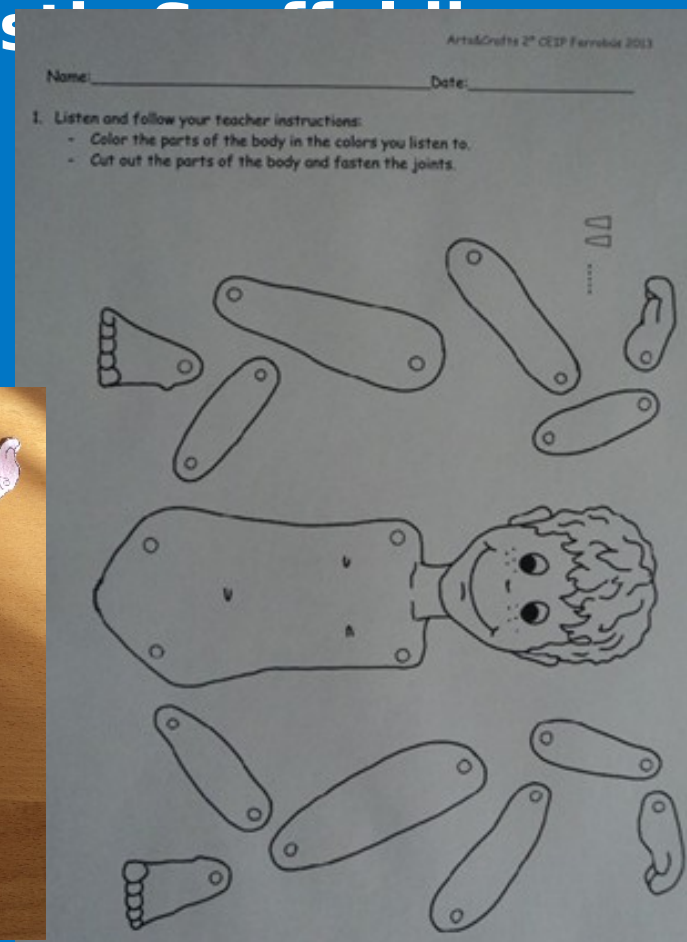 Arts&Crafts 2º CEIP Ferrobús 2013
Name: Date:
1. Listen and follow your teacher instructions:
- Color the parts of the body in the colors you listen to.
- Cut out the parts of the body and fasten the joints.